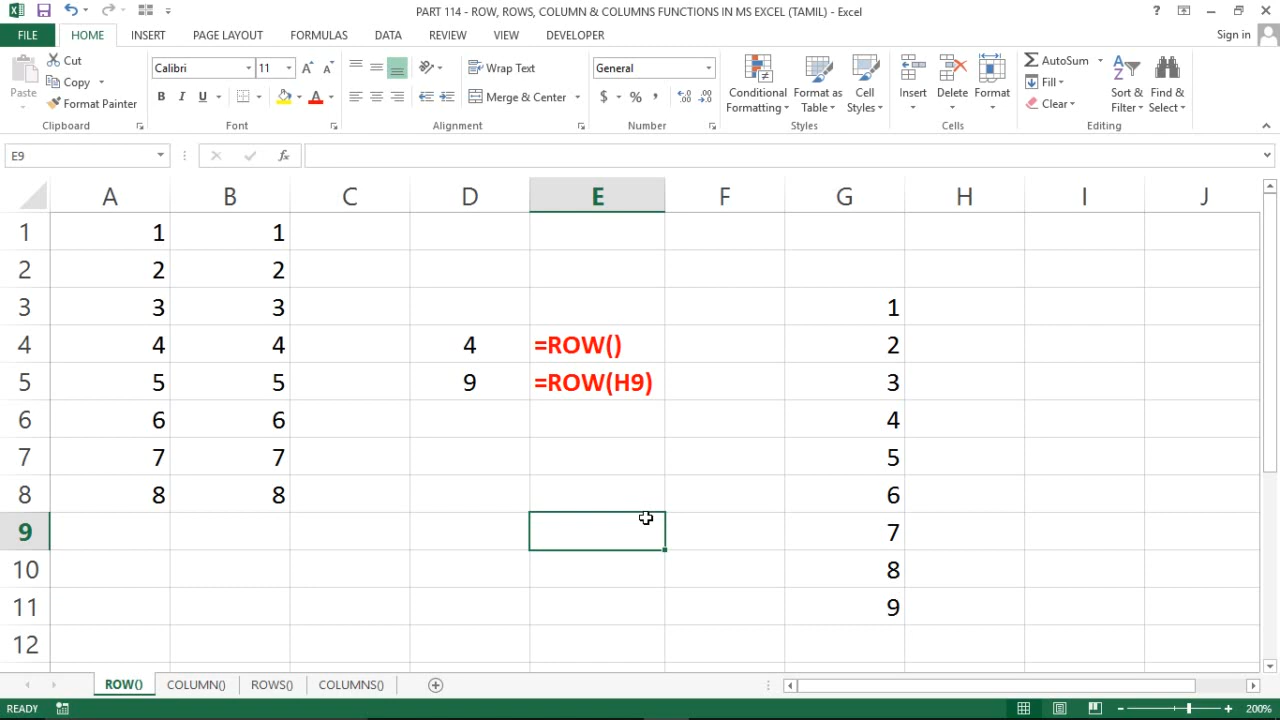 PART 114 - ROW, ROWS, COLUMN & COLUMNS FUNCTIONS IN MS EXCEL (TAMIL) - Excel
?
FILE HOME INSERT PAGE LAYOUT FORMULAS DATA REVIEW VIEW DEVELOPER Sign in
Paste
Cut
Copy
Format Painter
Clipboard
Calibri 11
B I U
Font
Wrap Text
Merge & Center
Alignment
General
$ % ,
Number
Conditional Formatting
Format as Table
Cell Styles
Styles
Insert Delete Format
Cells
AutoSum
Fill
Clear
Sort & Filter
Find & Select
Editing
E9 fx
A B C D E F G H I J
1 1 1
2 2 2
3 3 3 1
4 4 4 4 =ROW() 2
5 5 5 9 =ROW(H9) 3
6 6 6 4
7 7 7 5
8 8 8 6
9 7
10 8
11 9
12
ROW() COLUMN() ROWS() COLUMNS()
READY 200%